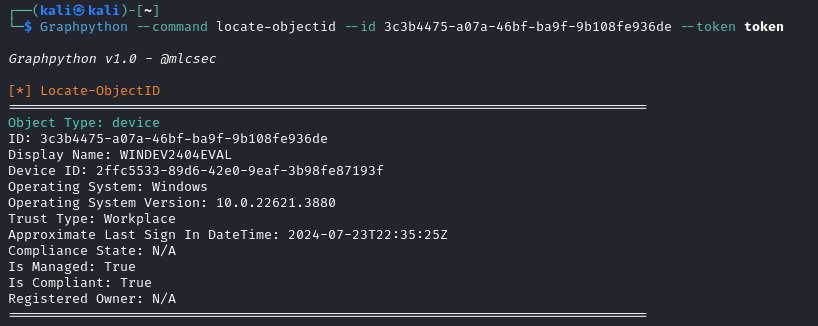 ┌──(kali㉿kali)-[~]
└─$ Graphpython --command locate-objectid --id 3c3b4475-a07a-46bf-ba9f-9b108fe936de --token token
Graphpython v1.0 - @mlcsec
[*] Locate-ObjectID
================================================================================
Object Type: device
ID: 3c3b4475-a07a-46bf-ba9f-9b108fe936de
Display Name: WINDEV2404EVAL
Device ID: 2ffc5533-89d6-42e0-9eaf-3b98fe87193f
Operating System: Windows
Operating System Version: 10.0.22621.3880
Trust Type: Workplace
Approximate Last Sign In DateTime: 2024-07-23T22:35:25Z
Compliance State: N/A
Is Managed: True
Is Compliant: True
Registered Owner: N/A
================================================================================